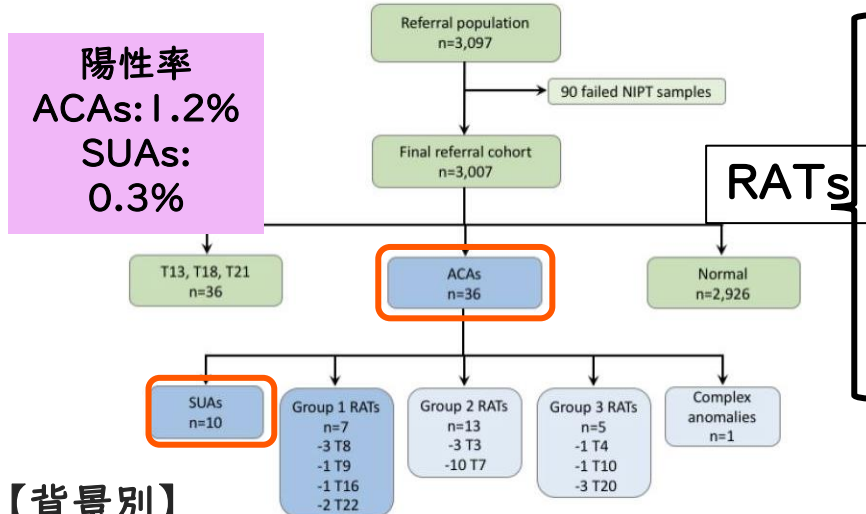 Referral population
n=3,097
陽性率
ACAs:1.2%
SUAs:
0.3%
90 failed NIPT samples
Final referral cohort
n=3,007
RATs
T13, T18, T21
n=36
ACAs
n=36
Normal
n=2,926
SUAs
n=10
Group 1 RATs
n=7
-3 T8
-1 T9
-1 T16
-2 T22
Group 2 RATs
n=13
-3 T3
-10 T7
Group 3 RATs
n=5
-1 T4
-1 T10
-3 T20
Complex
anomalies
n=1
【背景別】